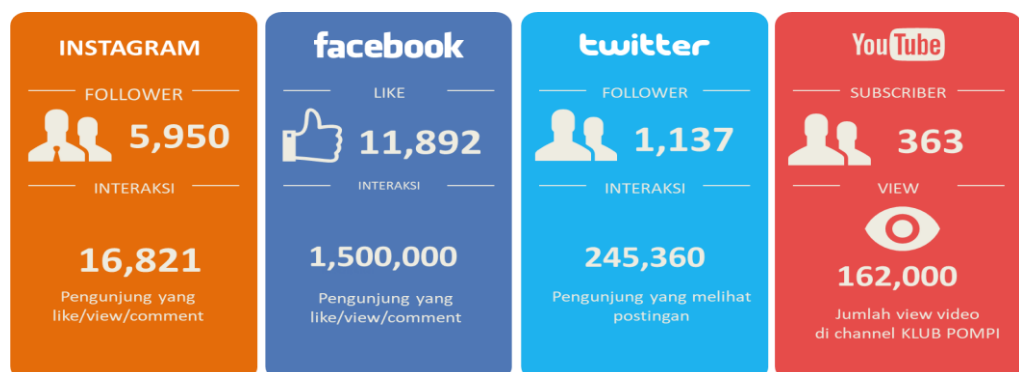 INSTAGRAM
FOLLOWER
5,950
INTERAKSI
16,821
Pengunjung yang
like/view/comment
facebook
LIKE
11,892
INTERAKSI
1,500,000
Pengunjung yang
like/view/comment
twitter
FOLLOWER
1,137
INTERAKSI
245,360
Pengunjung yang melihat
postingan
YouTube
SUBSCRIBER
363
VIEW
162,000
Jumlah view video
di channel KLUB POMPI